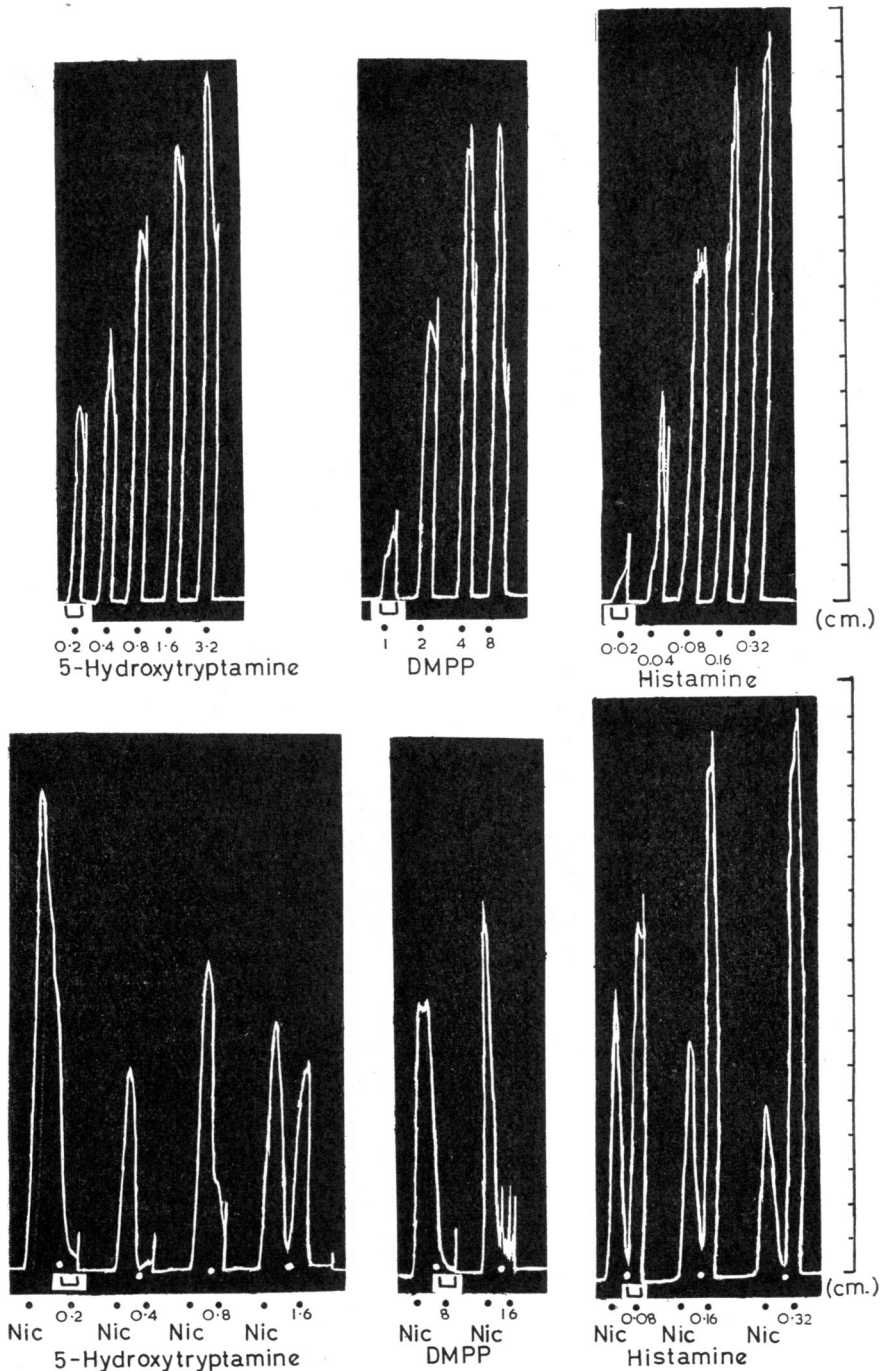 0·2 0·4 0·8 1·6 3·2
5-Hydroxytryptamine
1 2 4 8
DMPP
0·02 0·04 0·08 0·16 0·32
Histamine
(cm.)
Nic 0·2 Nic 0·4 Nic 0·8 Nic 1·6
5-Hydroxytryptamine
Nic 8 Nic 16
DMPP
Nic 0·08 Nic 0·16 Nic 0·32
Histamine
(cm.)